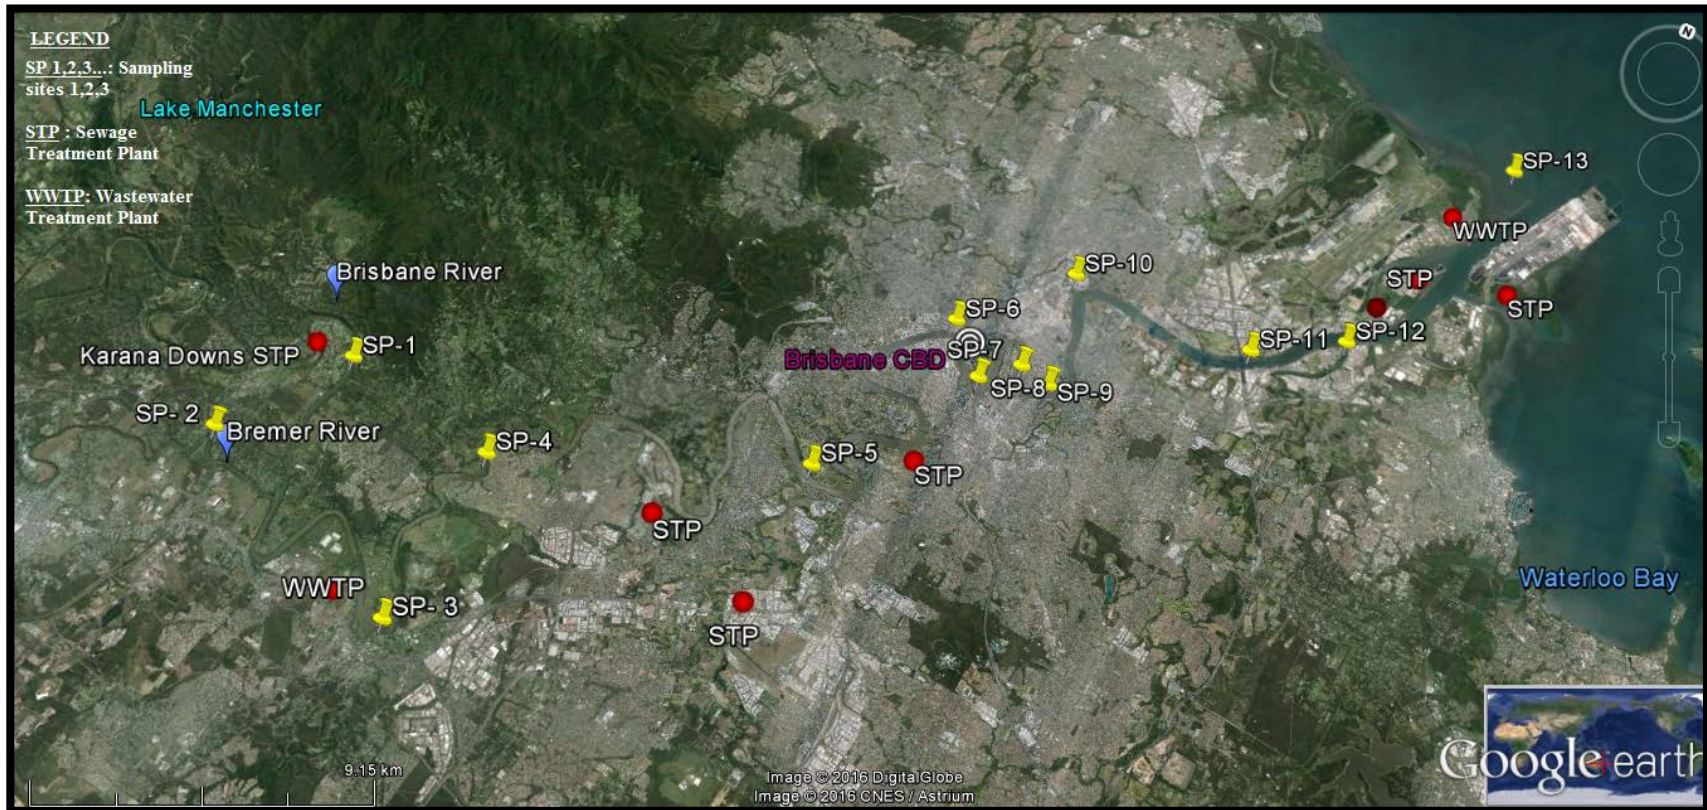 LEGEND
SP 1,2,3...: Sampling
sites 1,2,3
Lake Manchester
STP : Sewage
Treatment Plant
WWTP: Wastewater
Treatment Plant
N
SP-13
WWTP
Brisbane River
SP-10
STP
STP
SP-6
SP-1
Karana Downs STP
SP-7
Brisbane CBD
SP-11
SP-12
SP-8
SP-9
SP- 2
Bremer River
SP-4
SP-5
STP
STP
WWTP
SP- 3
STP
Waterloo Bay
9.15 km
Image © 2016 DigitalGlobe
Image © 2016 CNES / Astrium
Google earth